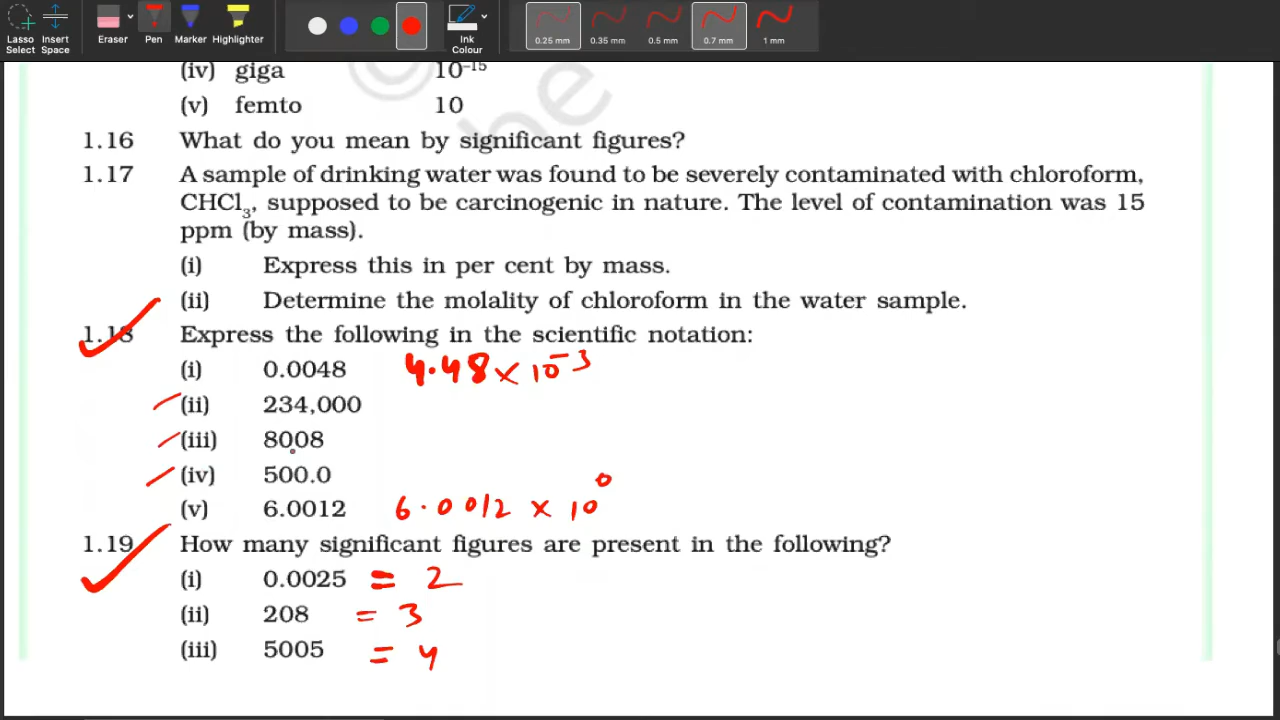 Lasso Select
Insert Space
Eraser
Pen
Marker
Highlighter
Ink Colour
0.25 mm
0.35 mm
0.5 mm
0.7 mm
1 mm
(iv) giga 10⁻¹⁵
(v) femto 10
1.16 What do you mean by significant figures?
1.17 A sample of drinking water was found to be severely contaminated with chloroform,
CHCl₃, supposed to be carcinogenic in nature. The level of contamination was 15
ppm (by mass).
(i) Express this in per cent by mass.
(ii) Determine the molality of chloroform in the water sample.
1.18 Express the following in the scientific notation:
(i) 0.0048 4.48 × 10⁻³
(ii) 234,000
(iii) 8008
(iv) 500.0
(v) 6.0012 6.0012 × 10⁰
1.19 How many significant figures are present in the following?
(i) 0.0025 = 2
(ii) 208 = 3
(iii) 5005 = 4